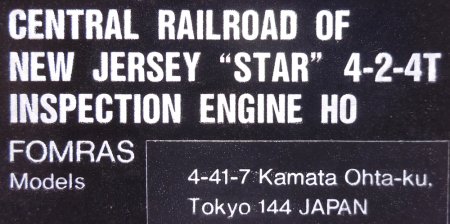 CENTRAL RAILROAD OF
NEW JERSEY "STAR" 4-2-4T
INSPECTION ENGINE HO
FOMRAS
Models
4-41-7 Kamata Ohta-ku,
Tokyo 144 JAPAN